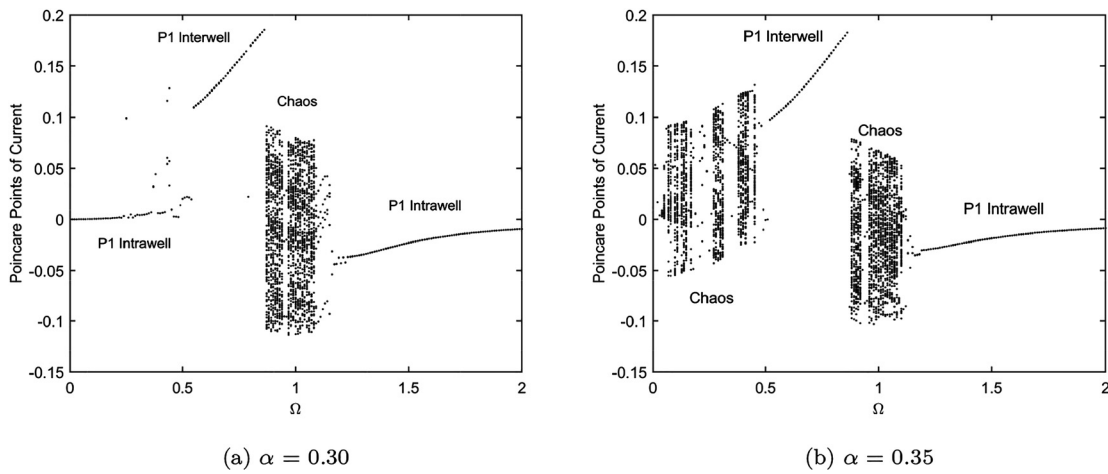 0.2
0.15
0.1
0.05
0
-0.05
-0.1
-0.15
Poincare Points of Current
P1 Interwell
Chaos
P1 Intrawell
P1 Intrawell
0 0.5 1 1.5 2
Ω
(a) α = 0.30
0.2
0.15
0.1
0.05
0
-0.05
-0.1
-0.15
Poincare Points of Current
P1 Interwell
Chaos
P1 Intrawell
Chaos
0 0.5 1 1.5 2
Ω
(b) α = 0.35